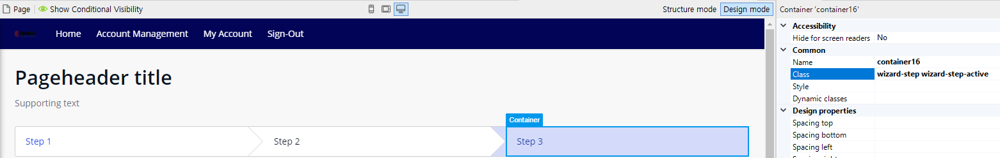 Page Show Conditional Visibility Structure mode Design mode
Container 'container16'
Home Account Management My Account Sign-Out
Pageheader title
Supporting text
Container
Step 1 Step 2 Step 3
Accessibility
Hide for screen readers No
Common
Name container16
Class wizard-step wizard-step-active
Style
Dynamic classes
Design properties
Spacing top
Spacing bottom
Spacing left